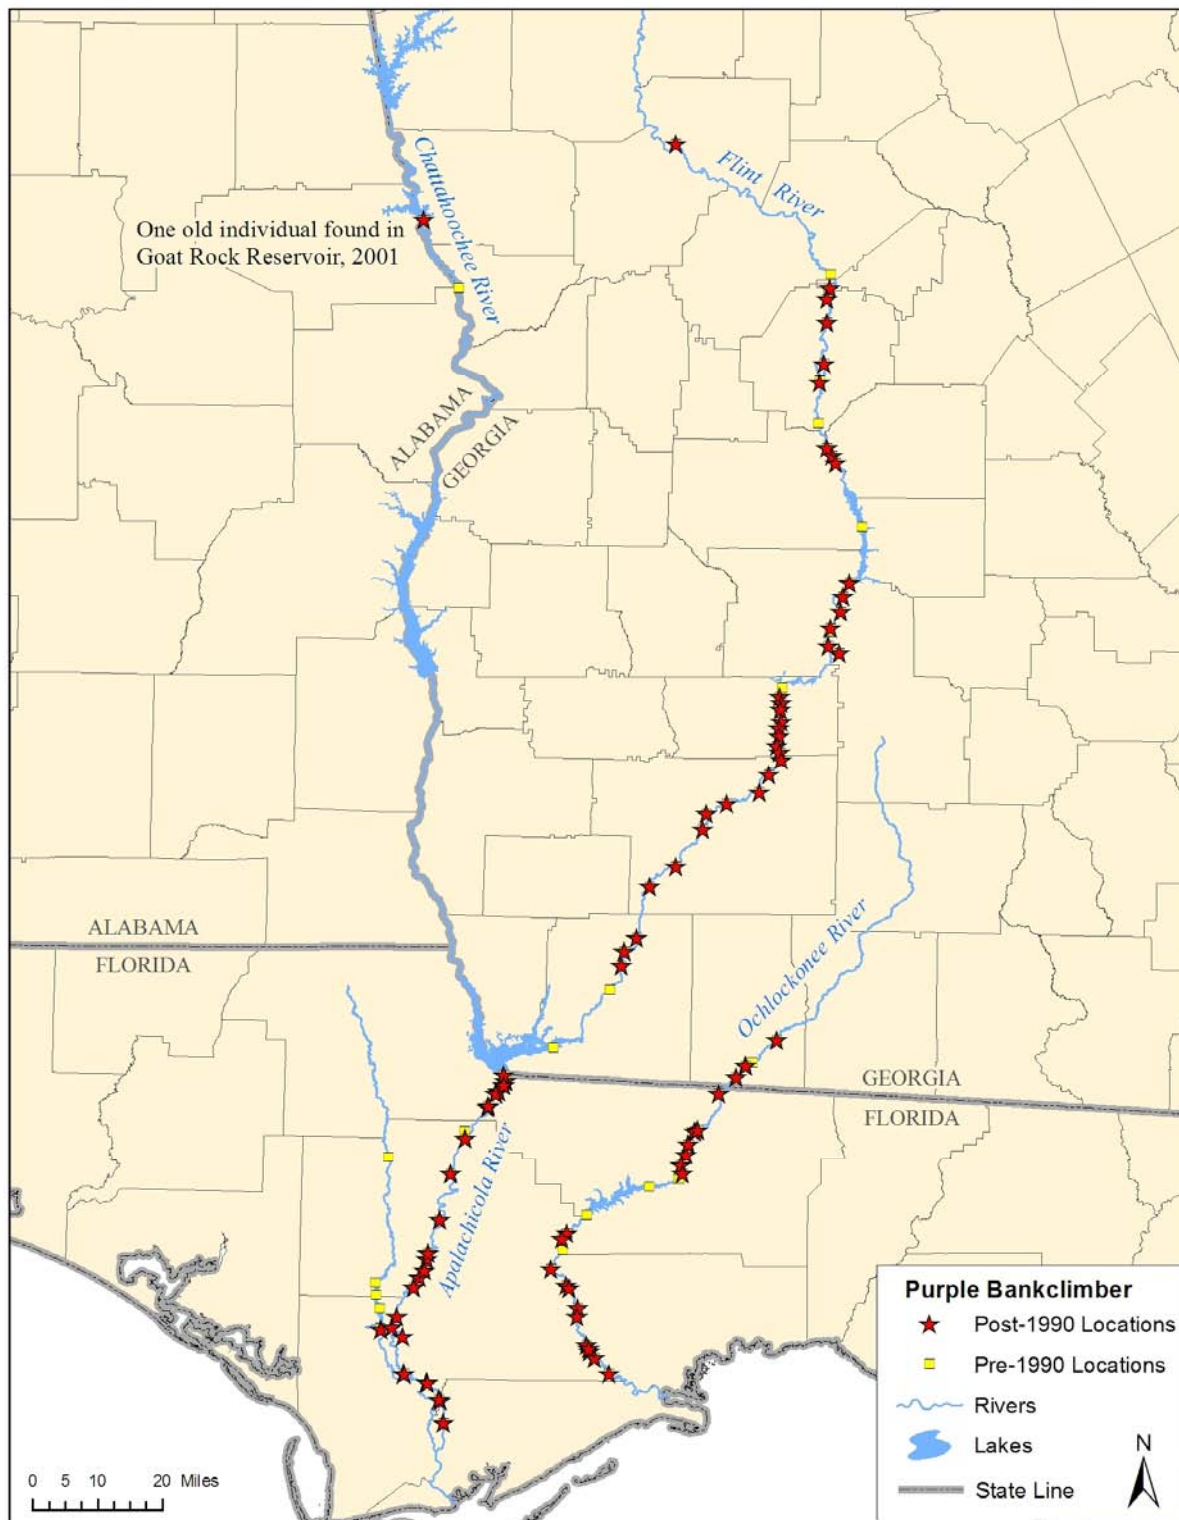 Chattahoochee River
Flint River
One old individual found in
Goat Rock Reservoir, 2001
ALABAMA
GEORGIA
Ochlockonee River
ALABAMA
FLORIDA
GEORGIA
FLORIDA
Apalachicola River
Purple Bankclimber
Post-1990 Locations
Pre-1990 Locations
Rivers
Lakes
State Line
N
0 5 10 20 Miles